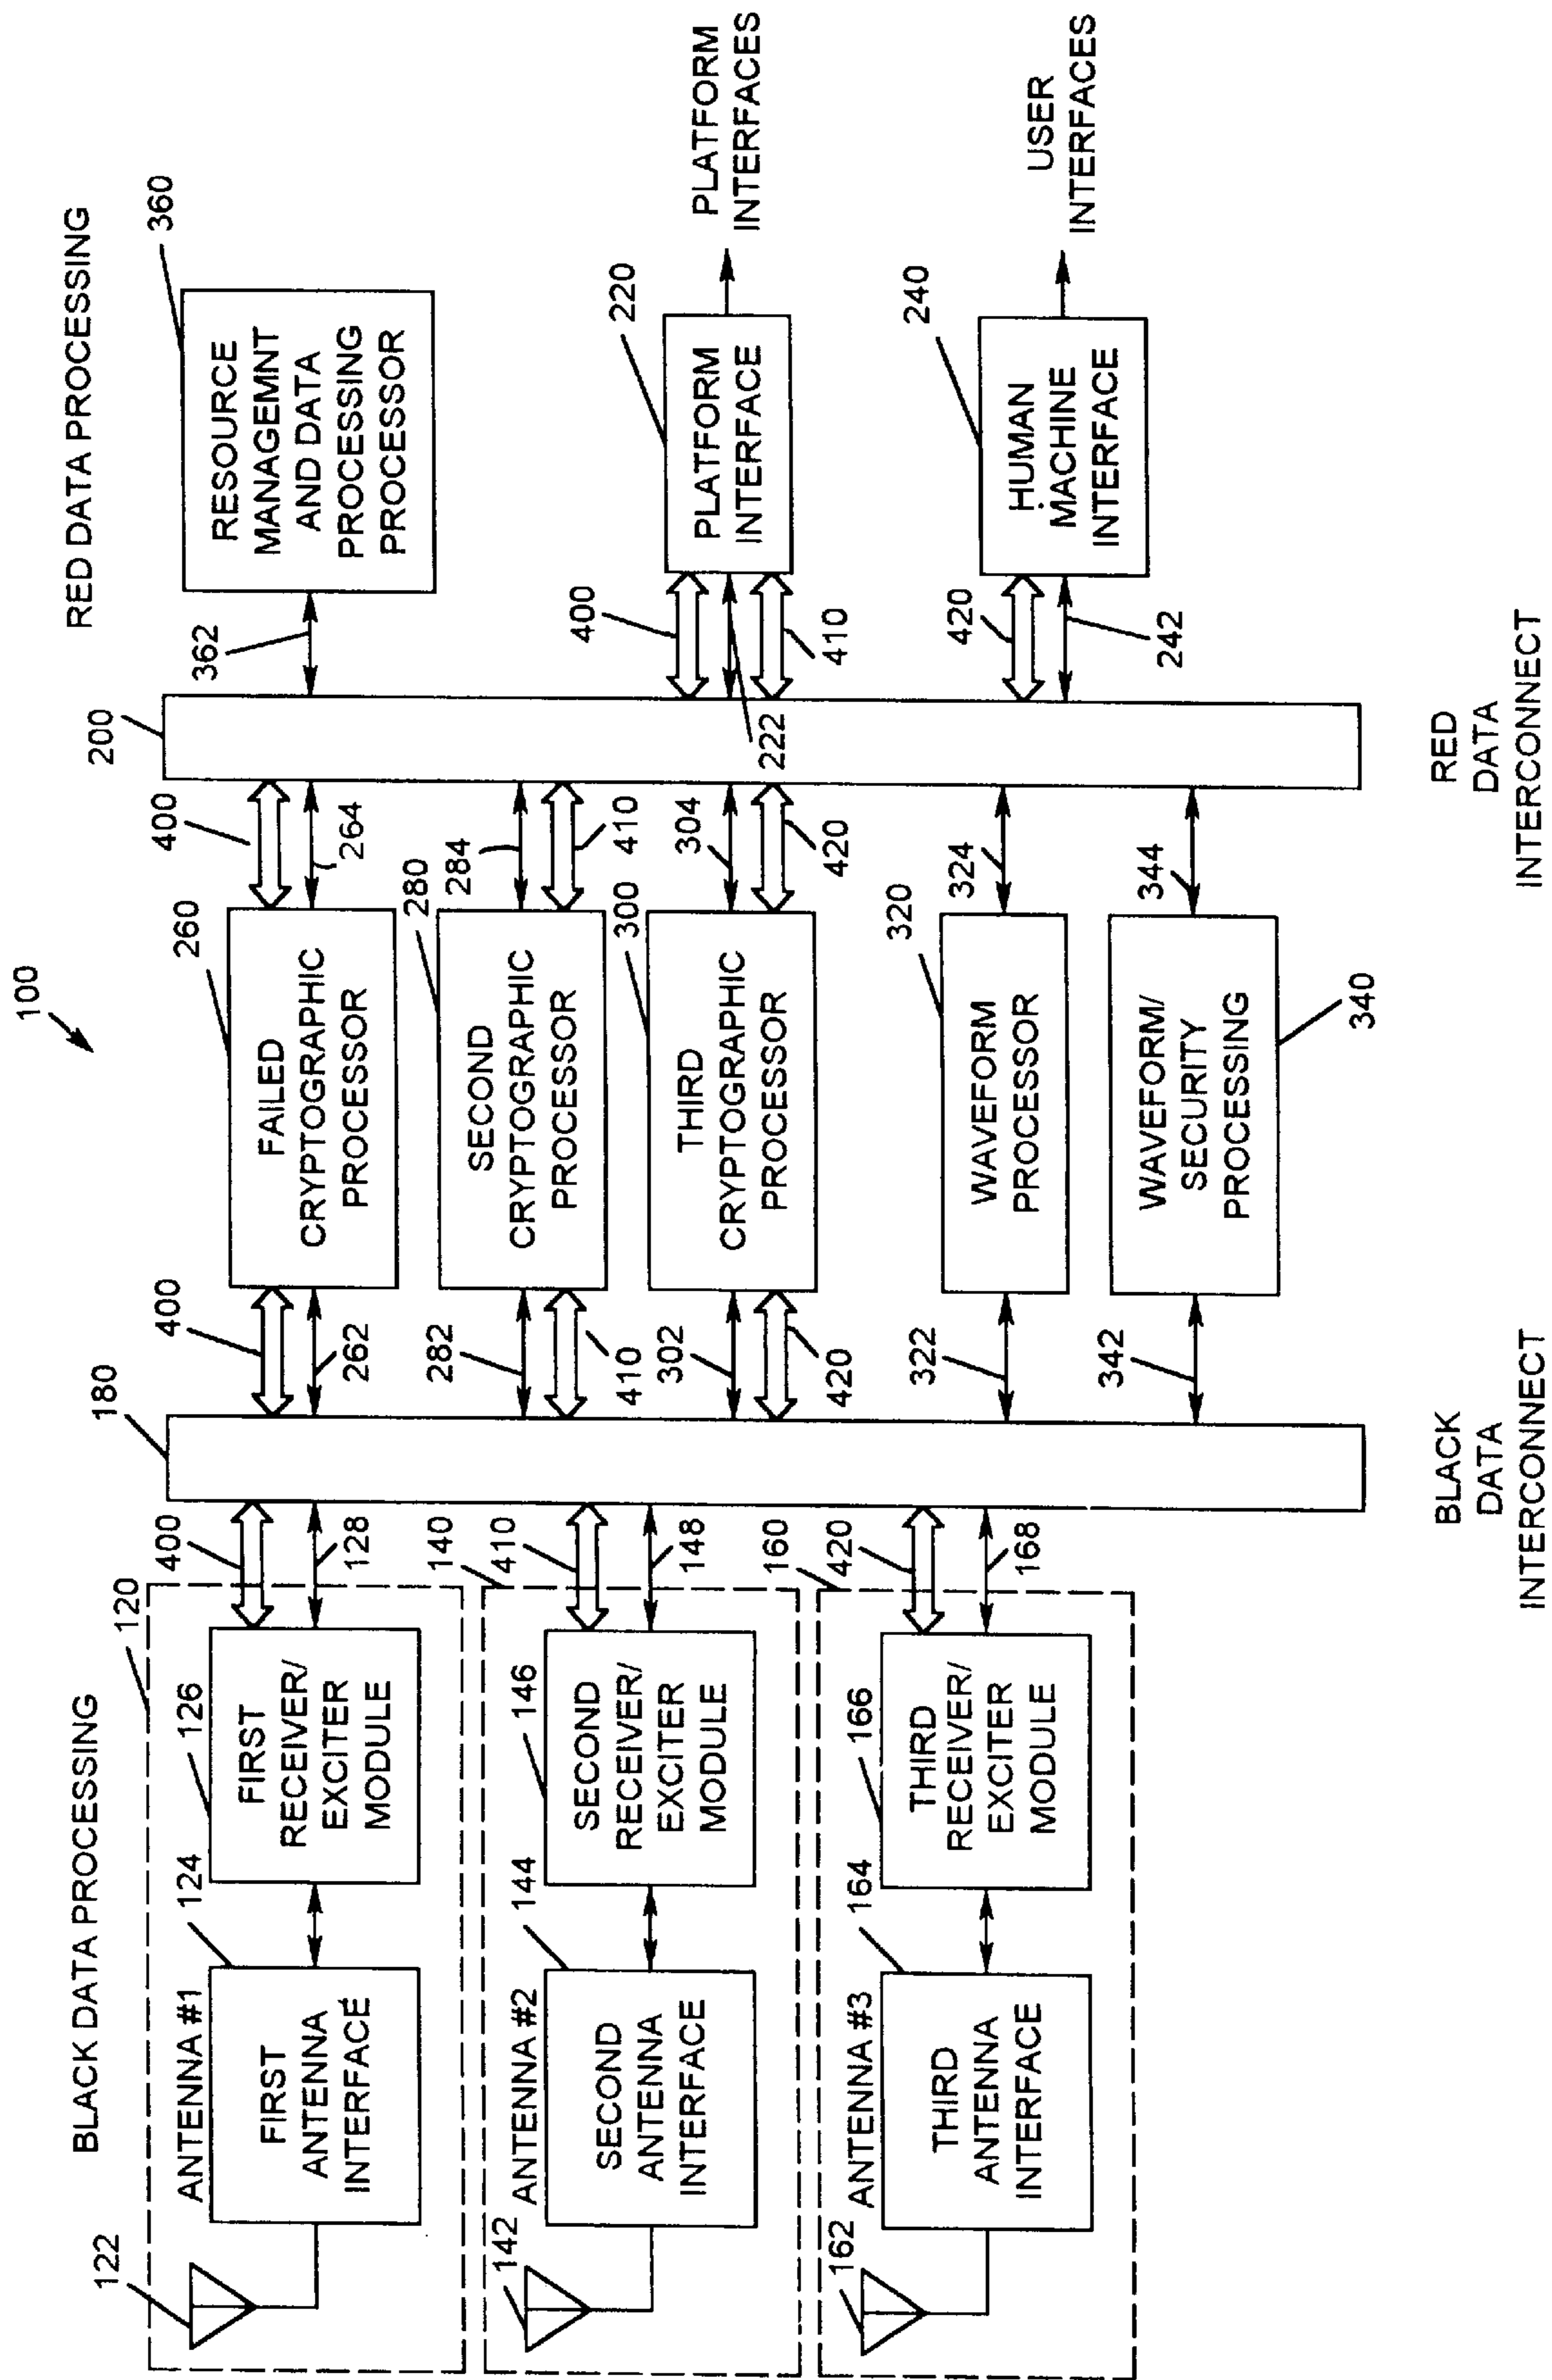 100
BLACK DATA PROCESSING
RED DATA PROCESSING
120
122
ANTENNA #1
124
FIRST
ANTENNA
INTERFACE
126
FIRST
RECEIVER/
EXCITER
MODULE
400
128
140
142
ANTENNA #2
144
SECOND
ANTENNA
INTERFACE
146
SECOND
RECEIVER/
EXCITER
MODULE
410
148
160
162
ANTENNA #3
164
THIRD
ANTENNA
INTERFACE
166
THIRD
RECEIVER/
EXCITER
MODULE
420
168
180
BLACK
DATA
INTERCONNECT
400
262
260
FAILED
CRYPTOGRAPHIC
PROCESSOR
400
264
282
410
280
SECOND
CRYPTOGRAPHIC
PROCESSOR
284
410
302
420
300
THIRD
CRYPTOGRAPHIC
PROCESSOR
304
420
322
320
WAVEFORM
PROCESSOR
324
342
WAVEFORM/
SECURITY
PROCESSING
340
344
200
RED
DATA
INTERCONNECT
362
360
RESOURCE
MANAGEMNT
AND DATA
PROCESSING
PROCESSOR
400
222
410
220
PLATFORM
INTERFACE
PLATFORM
INTERFACES
420
242
240
HUMAN
MACHINE
INTERFACE
USER
INTERFACES